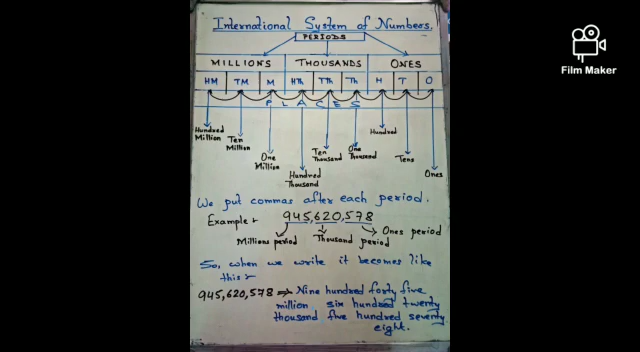 International System of Numbers.
PERIODS
MILLIONS THOUSANDS ONES
HM TM M HTh TTh Th H T O
PLACES
Hundred Million
Ten Million
One Million
Hundred Thousand
Ten Thousand
One Thousand
Hundred
Tens
Ones
We put commas after each period.
Example:- 945,620,578
Millions period Thousand period Ones period
So, when we write it becomes like
this:-
945,620,578 ⇒ Nine hundred forty five
million six hundred twenty
thousand five hundred seventy
eight.
Film Maker